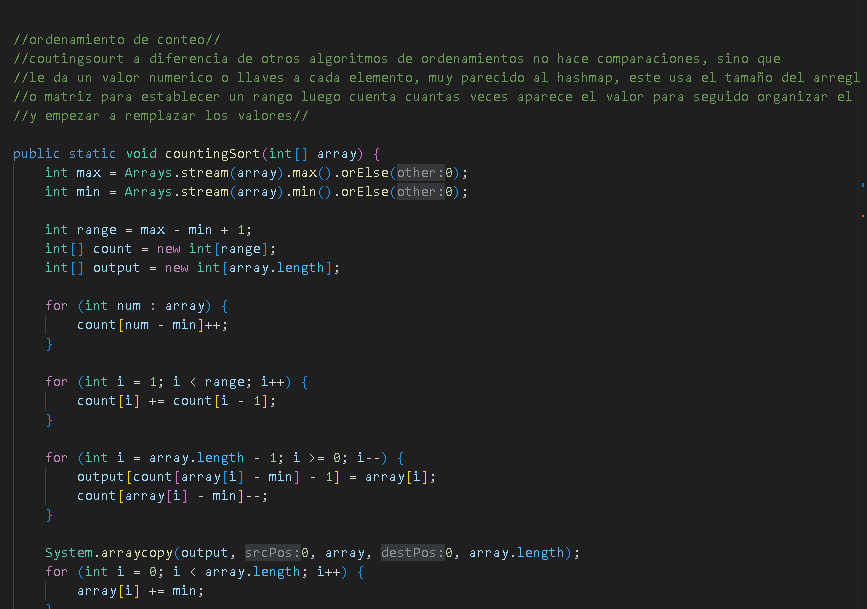 //ordenamiento de conteo//
//coutingsourt a diferencia de otros algoritmos de ordenamientos no hace comparaciones, sino que
//le da un valor numerico o llaves a cada elemento, muy parecido al hashmap, este usa el tamaño del arregl
//o matriz para establecer un rango luego cuenta cuantas veces aparece el valor para seguido organizar el
//y empezar a remplazar los valores//
public static void countingSort(int[] array) {
int max = Arrays.stream(array).max().orElse(other:0);
int min = Arrays.stream(array).min().orElse(other:0);
int range = max - min + 1;
int[] count = new int[range];
int[] output = new int[array.length];
for (int num : array) {
count[num - min]++;
}
for (int i = 1; i < range; i++) {
count[i] += count[i - 1];
}
for (int i = array.length - 1; i >= 0; i--) {
output[count[array[i] - min] - 1] = array[i];
count[array[i] - min]--;
}
System.arraycopy(output, srcPos:0, array, destPos:0, array.length);
for (int i = 0; i < array.length; i++) {
array[i] += min;
}